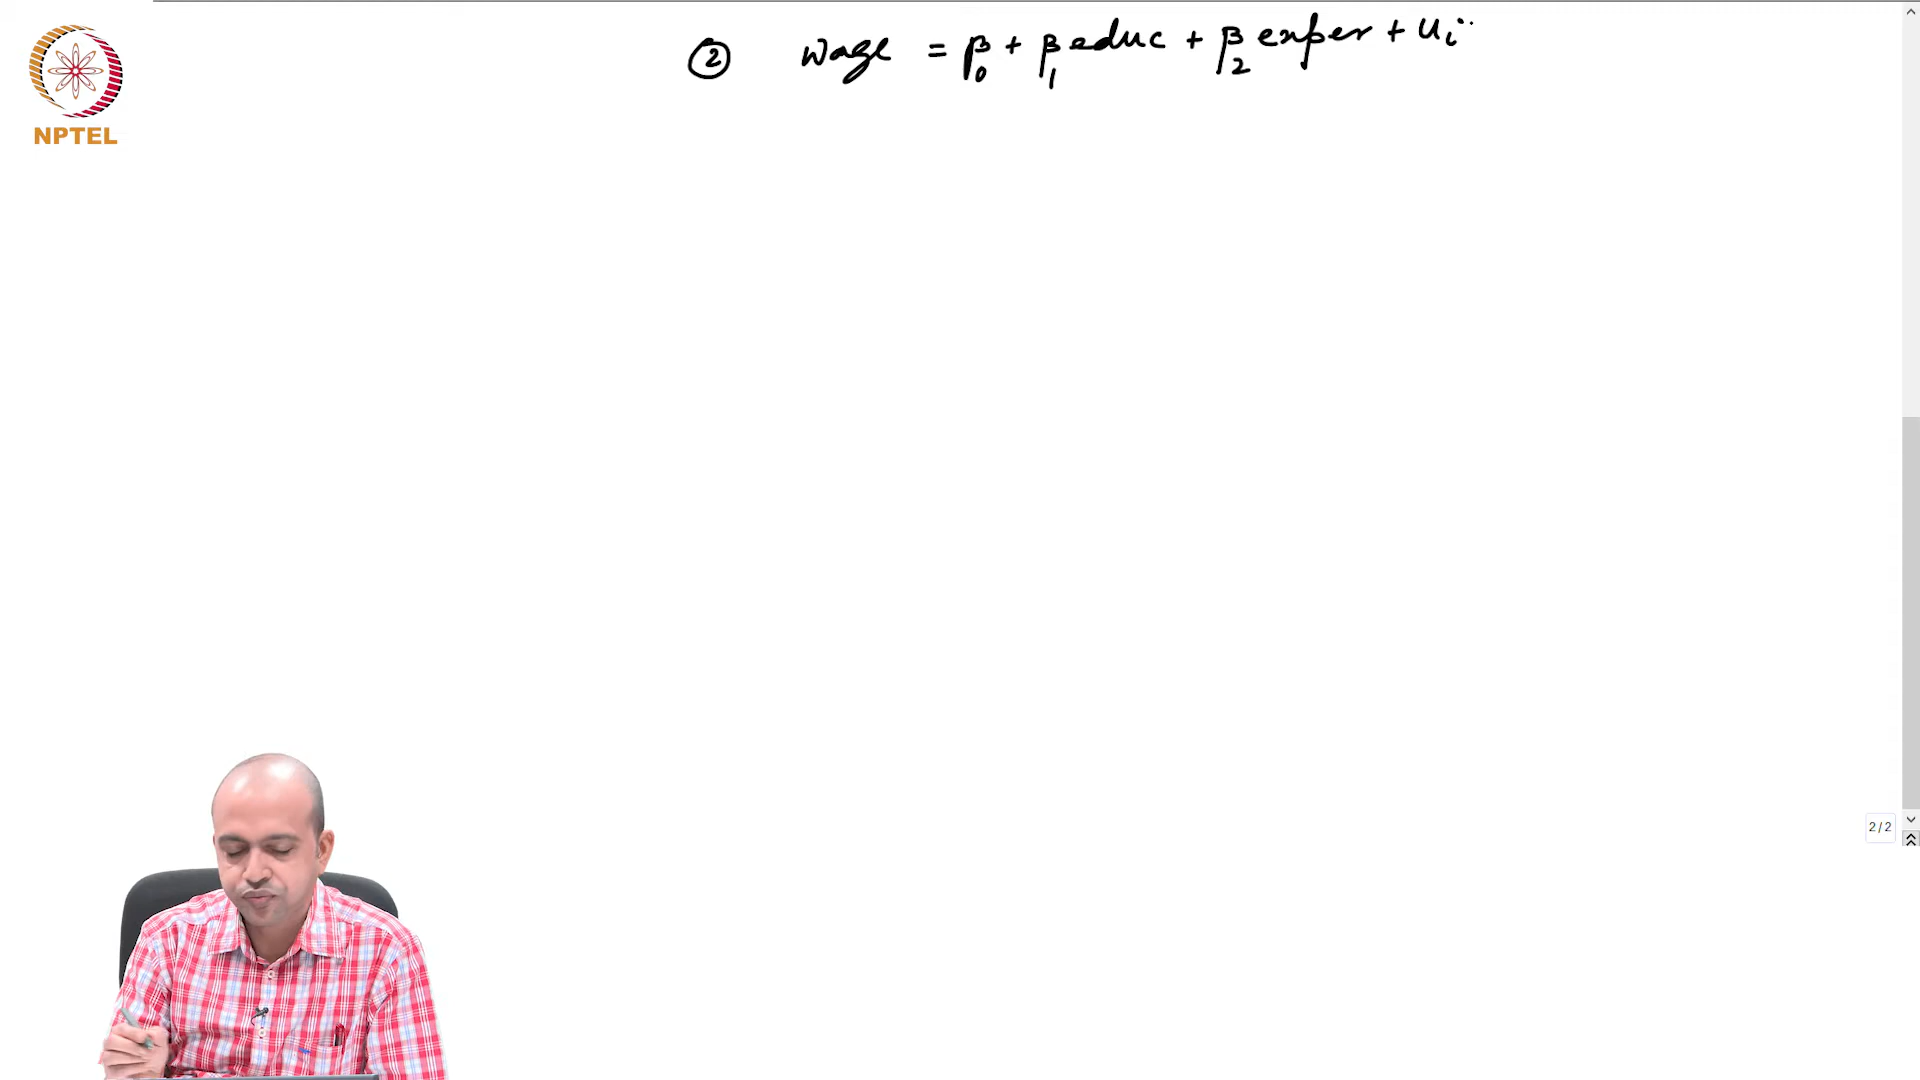 ② wage = β₀ + β₁ educ + β₂ exper + uᵢ
NPTEL
2 / 2